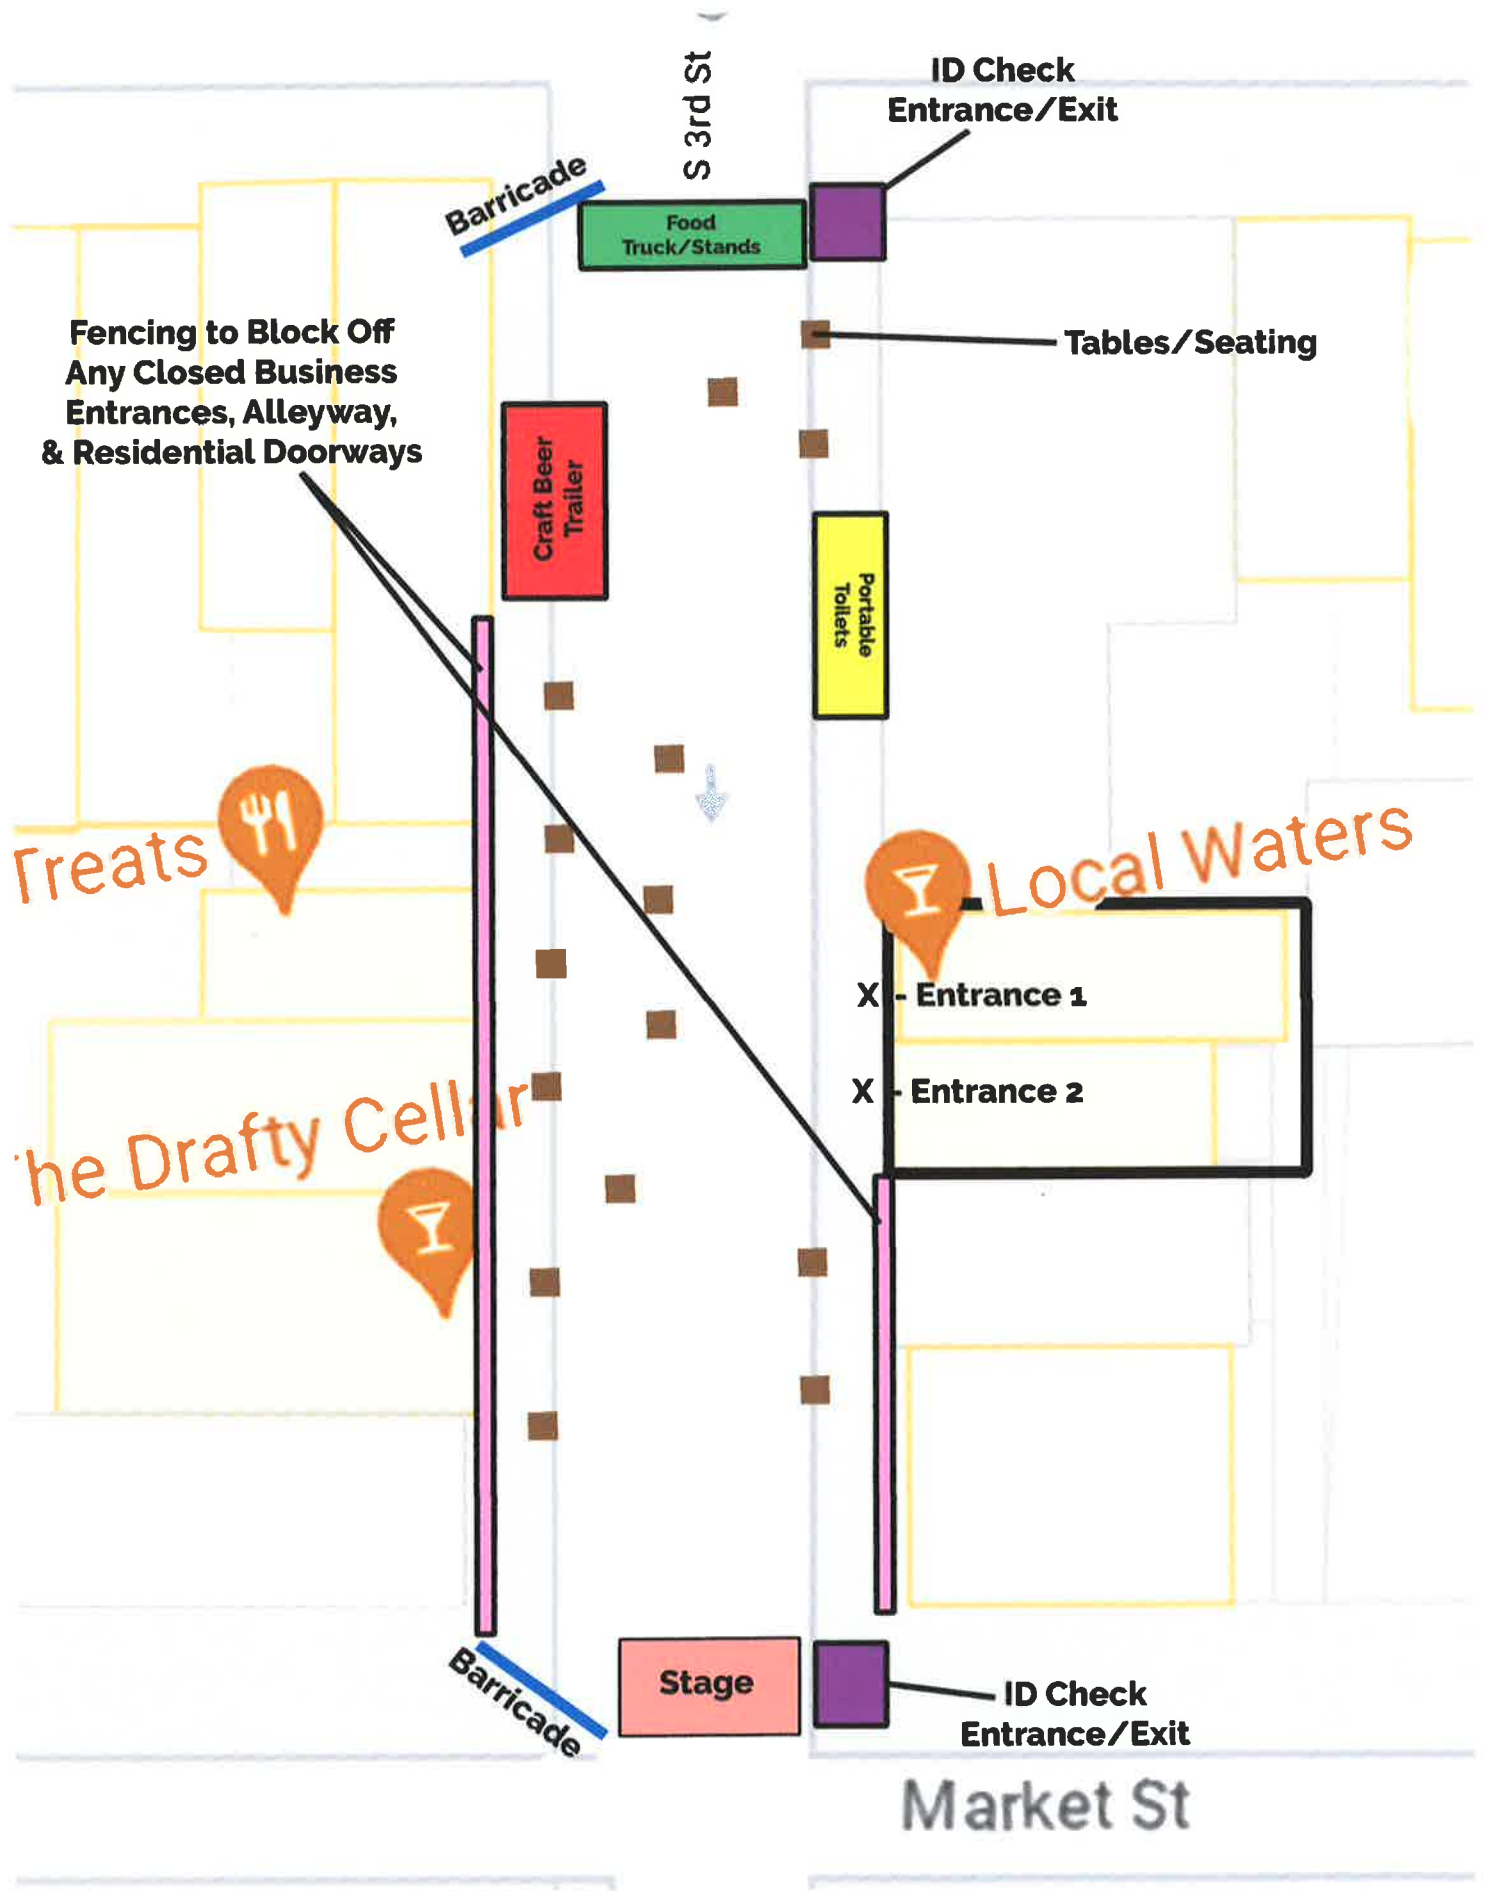 S 3rd St
ID Check
Entrance/Exit
Barricade
Food
Truck/Stands
Fencing to Block Off
Any Closed Business
Entrances, Alleyway,
& Residential Doorways
Tables/Seating
Craft Beer
Trailer
Portable
Toilets
Treats
Local Waters
X - Entrance 1
X - Entrance 2
he Drafty Cellar
Barricade
Stage
ID Check
Entrance/Exit
Market St